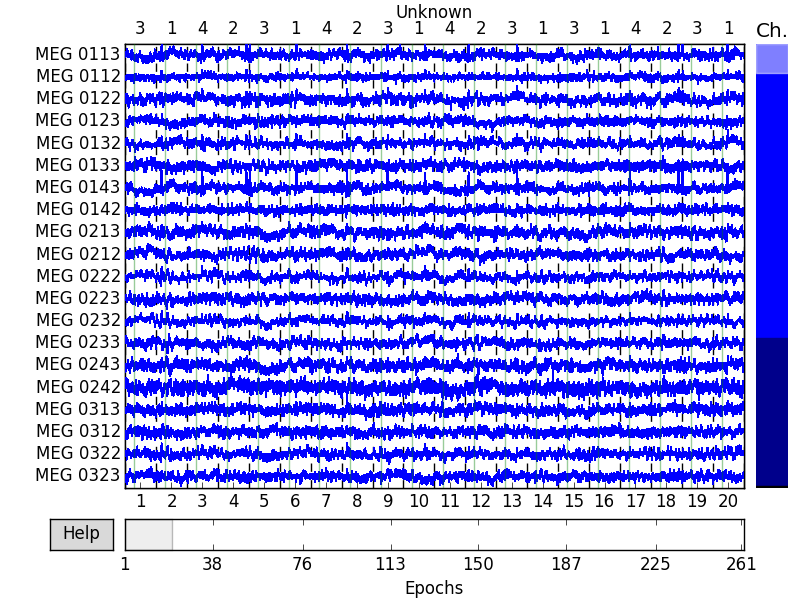 Unknown
3 1 4 2 3 1 4 2 3 1 4 2 3 1 3 1 4 2 3 1
Ch.
MEG 0113
MEG 0112
MEG 0122
MEG 0123
MEG 0132
MEG 0133
MEG 0143
MEG 0142
MEG 0213
MEG 0212
MEG 0222
MEG 0223
MEG 0232
MEG 0233
MEG 0243
MEG 0242
MEG 0313
MEG 0312
MEG 0322
MEG 0323
1 2 3 4 5 6 7 8 9 10 11 12 13 14 15 16 17 18 19 20
Help
1 38 76 113 150 187 225 261
Epochs